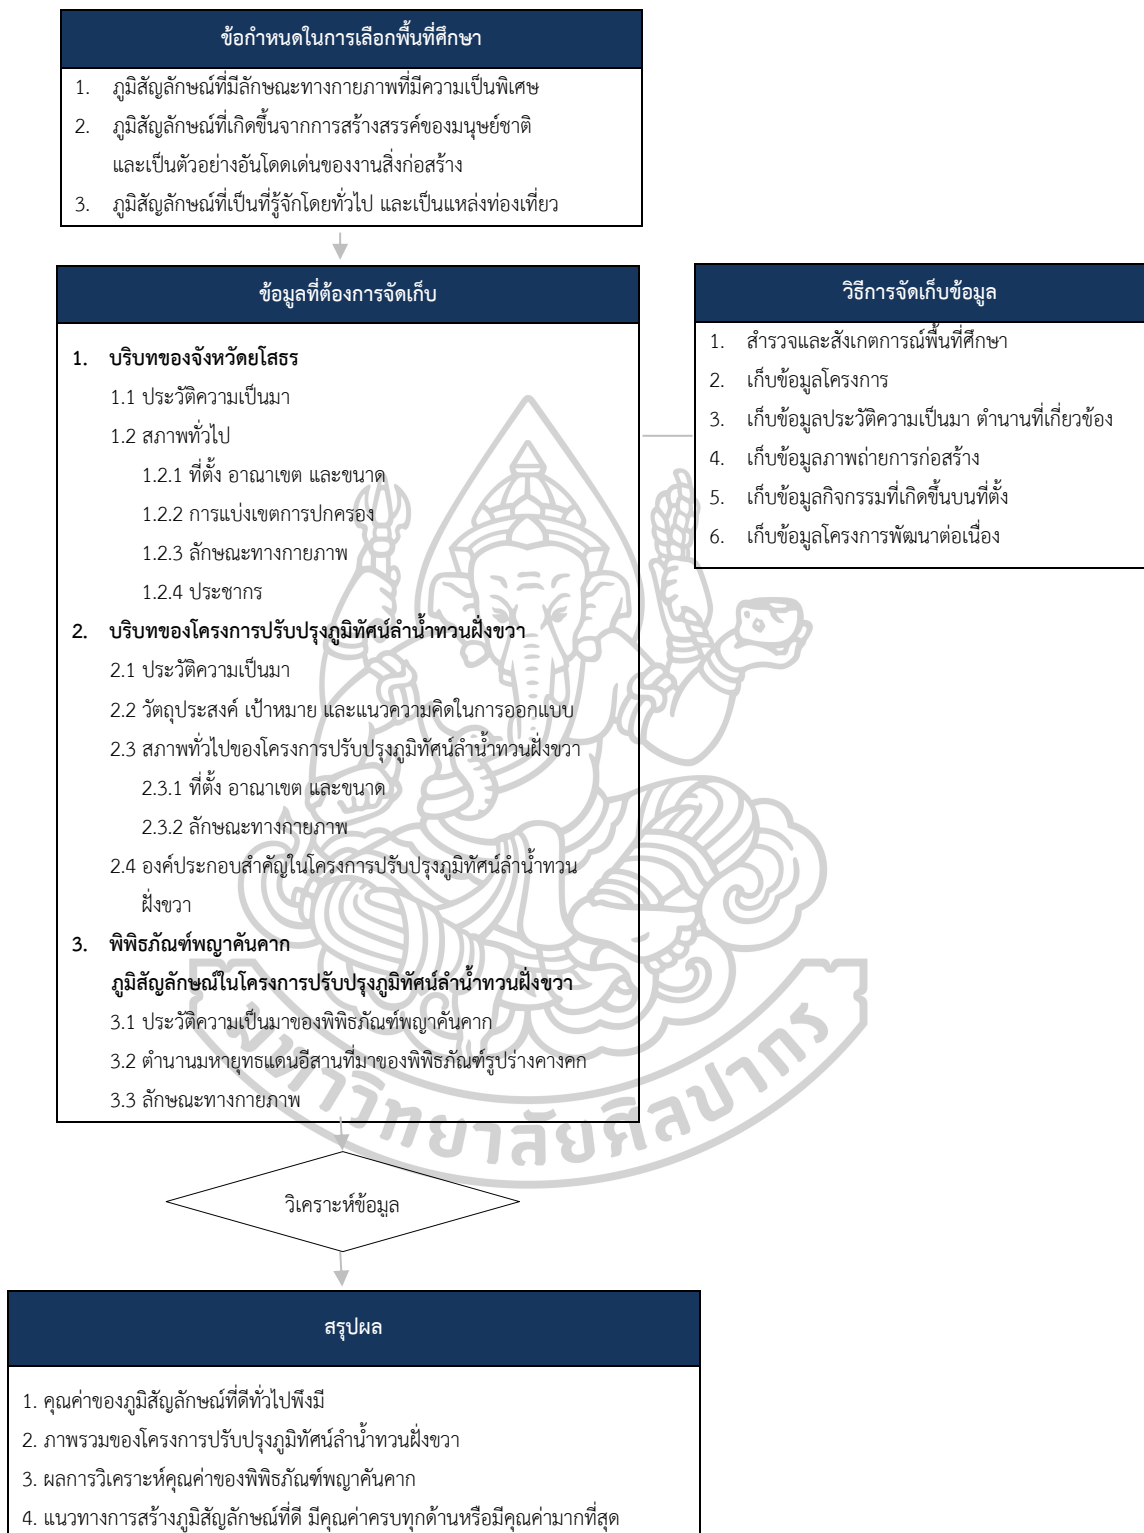 ข้อกำหนดในการเลือกพื้นที่ศึกษา
1. ภูมิสัญลักษณ์ที่มีลักษณะทางกายภาพที่มีความเป็นพิเศษ
2. ภูมิสัญลักษณ์ที่เกิดขึ้นจากการสร้างสรรค์ของมนุษย์ชาติ
และเป็นตัวอย่างอันโดดเด่นของงานสิ่งก่อสร้าง
3. ภูมิสัญลักษณ์ที่เป็นที่รู้จักโดยทั่วไป และเป็นแหล่งท่องเที่ยว
ข้อมูลที่ต้องการจัดเก็บ
1. บริบทของจังหวัดยโสธร
1.1 ประวัติความเป็นมา
1.2 สภาพทั่วไป
1.2.1 ที่ตั้ง อาณาเขต และขนาด
1.2.2 การแบ่งเขตการปกครอง
1.2.3 ลักษณะทางกายภาพ
1.2.4 ประชากร
2. บริบทของโครงการปรับปรุงภูมิทัศน์ลำน้ำทวนฝั่งขวา
2.1 ประวัติความเป็นมา
2.2 วัตถุประสงค์ เป้าหมาย และแนวความคิดในการออกแบบ
2.3 สภาพทั่วไปของโครงการปรับปรุงภูมิทัศน์ลำน้ำทวนฝั่งขวา
2.3.1 ที่ตั้ง อาณาเขต และขนาด
2.3.2 ลักษณะทางกายภาพ
2.4 องค์ประกอบสำคัญในโครงการปรับปรุงภูมิทัศน์ลำน้ำทวน
ฝั่งขวา
3. พิพิธภัณฑ์พญาคันคาก
ภูมิสัญลักษณ์ในโครงการปรับปรุงภูมิทัศน์ลำน้ำทวนฝั่งขวา
3.1 ประวัติความเป็นมาของพิพิธภัณฑ์พญาคันคาก
3.2 ตำนานมหายุทธแดนอีสานที่มาของพิพิธภัณฑ์รูปร่างคางคก
3.3 ลักษณะทางกายภาพ
วิธีการจัดเก็บข้อมูล
1. สำรวจและสังเกตการณ์พื้นที่ศึกษา
2. เก็บข้อมูลโครงการ
3. เก็บข้อมูลประวัติความเป็นมา ตำนานที่เกี่ยวข้อง
4. เก็บข้อมูลภาพถ่ายการก่อสร้าง
5. เก็บข้อมูลกิจกรรมที่เกิดขึ้นบนที่ตั้ง
6. เก็บข้อมูลโครงการพัฒนาต่อเนื่อง
มหาวิทยาลัยศิลปากร
วิเคราะห์ข้อมูล
สรุปผล
1. คุณค่าของภูมิสัญลักษณ์ที่ดีทั่วไปพึงมี
2. ภาพรวมของโครงการปรับปรุงภูมิทัศน์ลำน้ำทวนฝั่งขวา
3. ผลการวิเคราะห์คุณค่าของพิพิธภัณฑ์พญาคันคาก
4. แนวทางการสร้างภูมิสัญลักษณ์ที่ดี มีคุณค่าครบทุกด้านหรือมีคุณค่ามากที่สุด